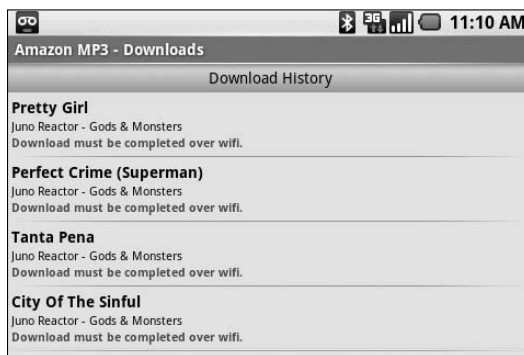 3G 11:10 AM
Amazon MP3 - Downloads
Download History
Pretty Girl
Juno Reactor - Gods & Monsters
Download must be completed over wifi.
Perfect Crime (Superman)
Juno Reactor - Gods & Monsters
Download must be completed over wifi.
Tanta Pena
Juno Reactor - Gods & Monsters
Download must be completed over wifi.
City Of The Sinful
Juno Reactor - Gods & Monsters
Download must be completed over wifi.